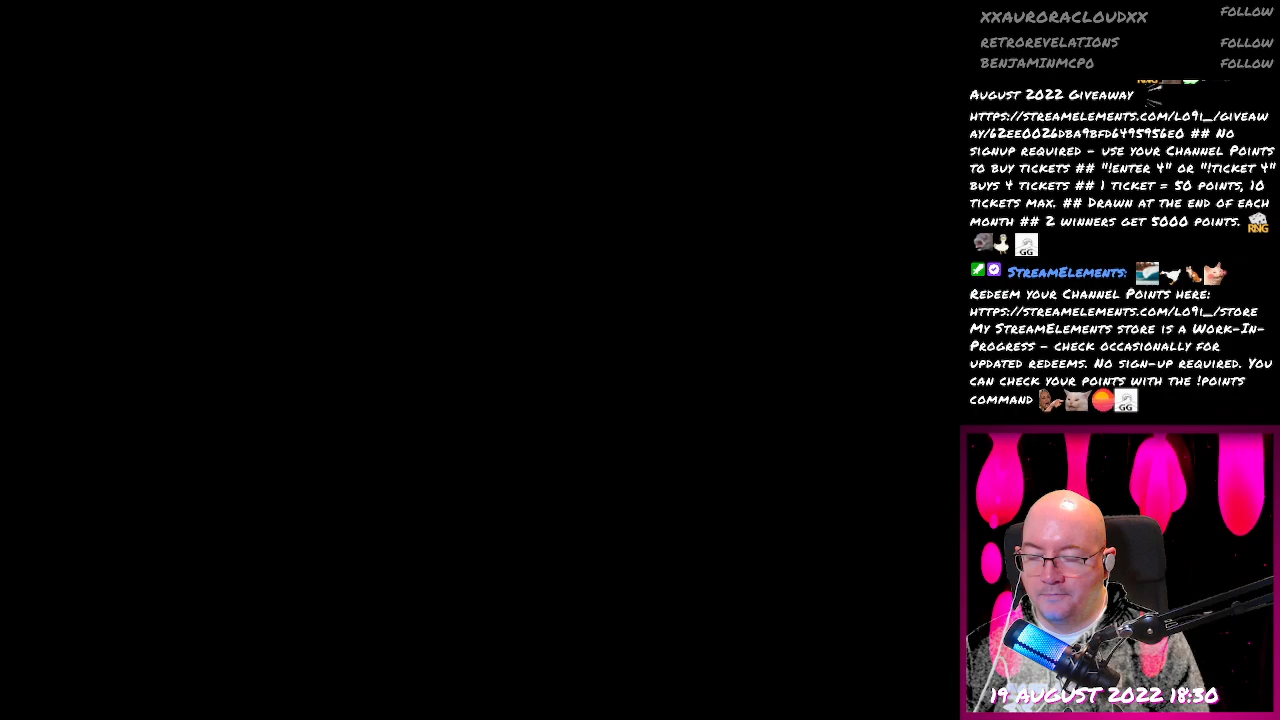 XXAURORACLOUDXX FOLLOW
RETROREVELATIONS FOLLOW
BENJAMINMCPO FOLLOW
August 2022 Giveaway
https://streamelements.com/lo9i_/giveaw
ay/62ee0026dba9bfd6495956e0 ## No
signup required - use your Channel Points
to buy tickets ## "!enter 4" or "!ticket 4"
buys 4 tickets ## 1 ticket = 50 points, 10
tickets max. ## Drawn at the end of each
month ## 2 winners get 5000 points. RNG
GG
StreamElements:
Redeem your Channel Points here:
https://streamelements.com/lo9i_/store
My StreamElements store is a Work-In-
Progress - check occasionally for
updated redeems. No sign-up required. You
can check your points with the !points
command GG
19 AUGUST 2022 18:30